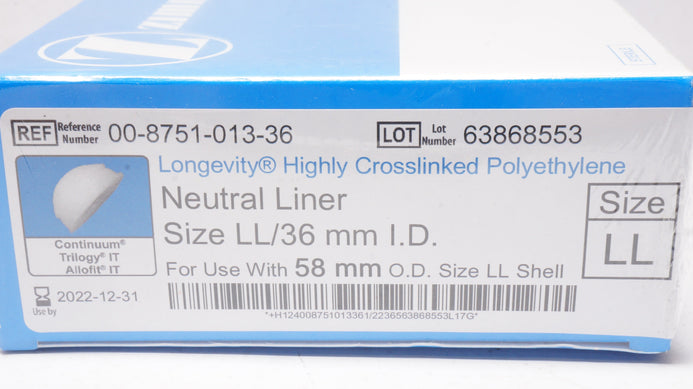 REF Reference Number 00-8751-013-36 LOT Lot Number 63868553
Longevity® Highly Crosslinked Polyethylene
Neutral Liner
Size LL/36 mm I.D.
For Use With 58 mm O.D. Size LL Shell
Size
LL
Continuum®
Trilogy® IT
Allofit® IT
Use by 2022-12-31
*+H124008751013361/2236563868553L17G*